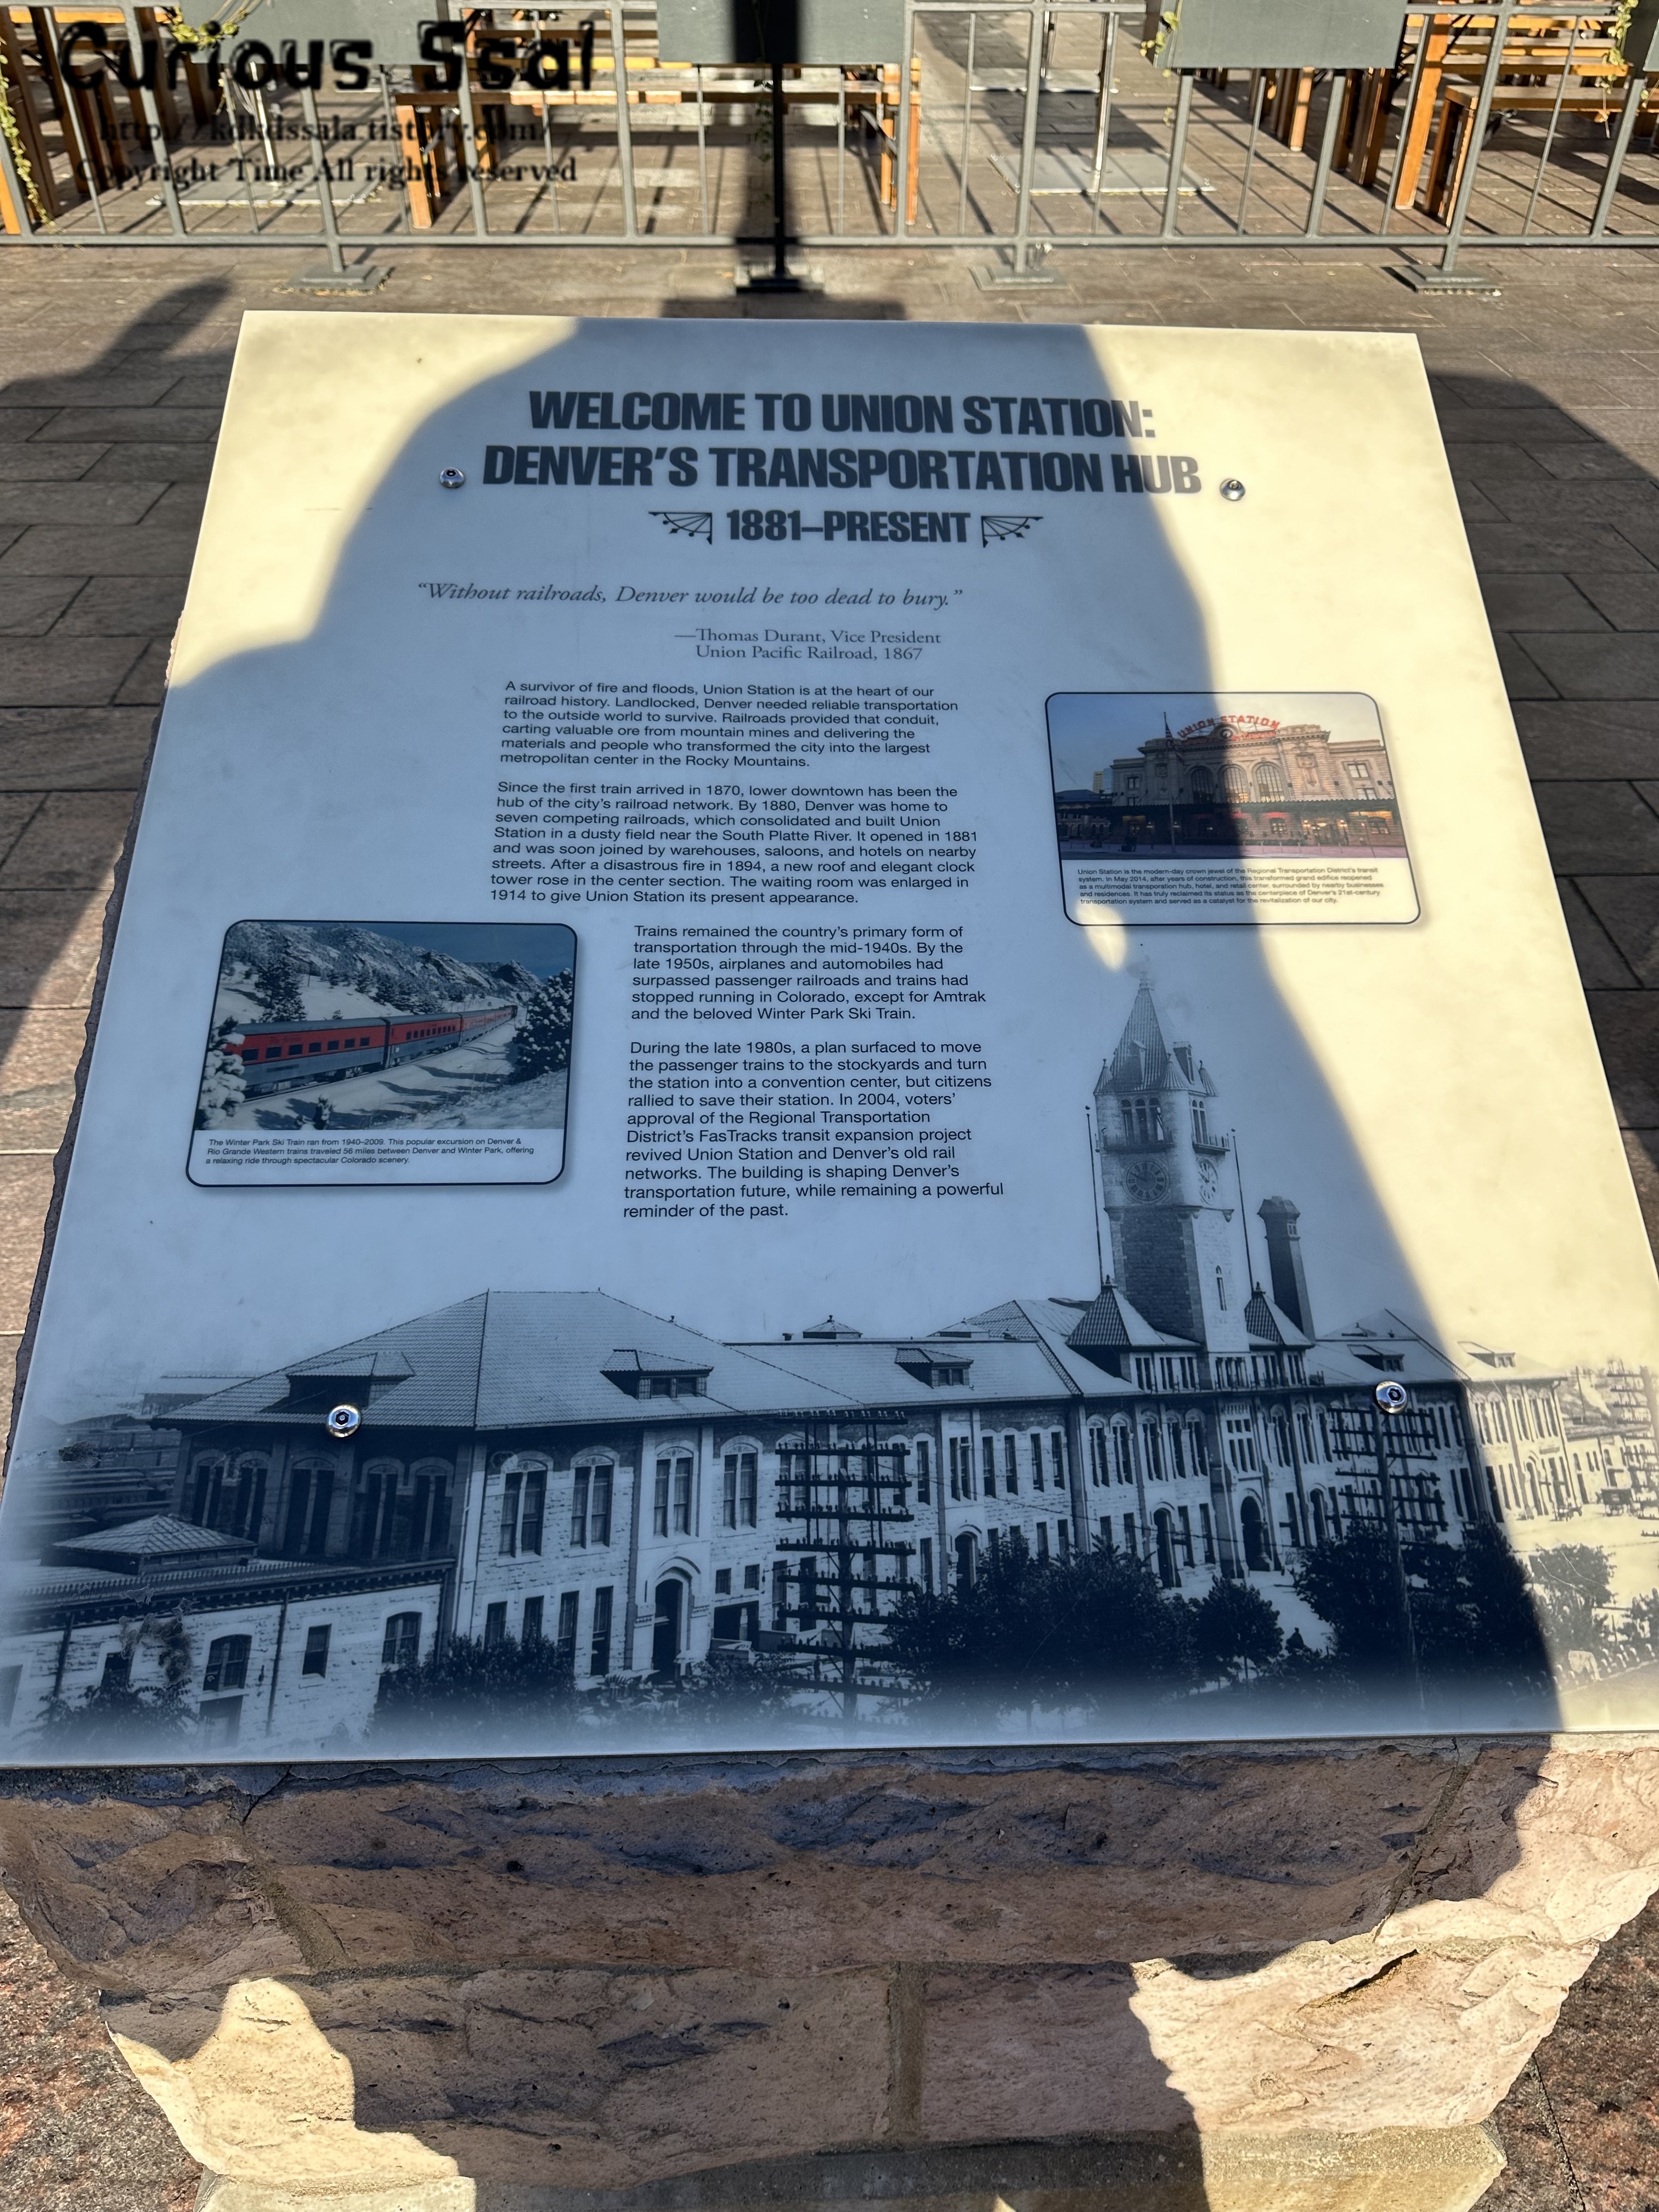 Curious Ssal
http://kdkdssala.tistory.com/
Copyright Time All rights reserved
WELCOME TO UNION STATION:
DENVER'S TRANSPORTATION HUB
1881–PRESENT
“Without railroads, Denver would be too dead to bury.”
—Thomas Durant, Vice President
Union Pacific Railroad, 1867
A survivor of fire and floods, Union Station is at the heart of our
railroad history. Landlocked, Denver needed reliable transportation
to the outside world to survive. Railroads provided that conduit,
carting valuable ore from mountain mines and delivering the
materials and people who transformed the city into the largest
metropolitan center in the Rocky Mountains.
Since the first train arrived in 1870, lower downtown has been the
hub of the city's railroad network. By 1880, Denver was home to
seven competing railroads, which consolidated and built Union
Station in a dusty field near the South Platte River. It opened in 1881
and was soon joined by warehouses, saloons, and hotels on nearby
streets. After a disastrous fire in 1894, a new roof and elegant clock
tower rose in the center section. The waiting room was enlarged in
1914 to give Union Station its present appearance.
Trains remained the country's primary form of
transportation through the mid-1940s. By the
late 1950s, airplanes and automobiles had
surpassed passenger railroads and trains had
stopped running in Colorado, except for Amtrak
and the beloved Winter Park Ski Train.
During the late 1980s, a plan surfaced to move
the passenger trains to the stockyards and turn
the station into a convention center, but citizens
rallied to save their station. In 2004, voters'
approval of the Regional Transportation
District's FasTracks transit expansion project
revived Union Station and Denver's old rail
networks. The building is shaping Denver's
transportation future, while remaining a powerful
reminder of the past.
UNION STATION
Union Station is the modern-day crown jewel of the Regional Transportation District's transit
system. In May 2014, after years of construction, this transformed grand edifice reopened
as a multimodal transporation hub, hotel, and retail center, surrounded by nearby businesses
and residences. It has truly reclaimed its status as the centerpiece of Denver's 21st-century
transportation system and served as a catalyst for the revitalization of our city.
The Winter Park Ski Train ran from 1940–2009. This popular excursion on Denver &
Rio Grande Western trains traveled 56 miles between Denver and Winter Park, offering
a relaxing ride through spectacular Colorado scenery.